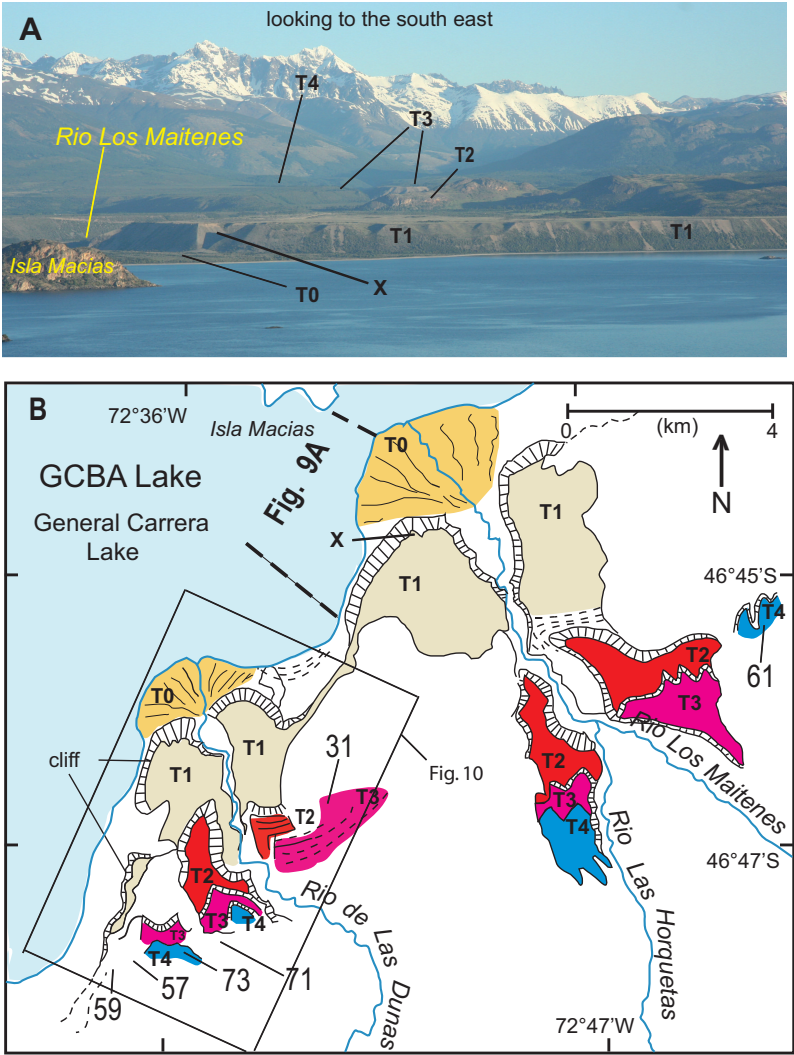 A
looking to the south east
T4
T3
Rio Los Maitenes
T2
T1
T1
Isla Macias
X
T0
B
72°36'W
Isla Macias
T0
0 (km) 4
Fig. 9A
N
GCBA Lake
General Carrera
Lake
X
T1
T1
46°45'S
T4
61
T2
T3
T0
Rio Los Maitenes
cliff
T1
T1
31
Fig. 10
T2
T3
T2
T3
T4
Rio Las Horquetas
46°47'S
T2
Rio de Las Dunas
T3
T4
T3
T4
73
71
57
59
72°47'W